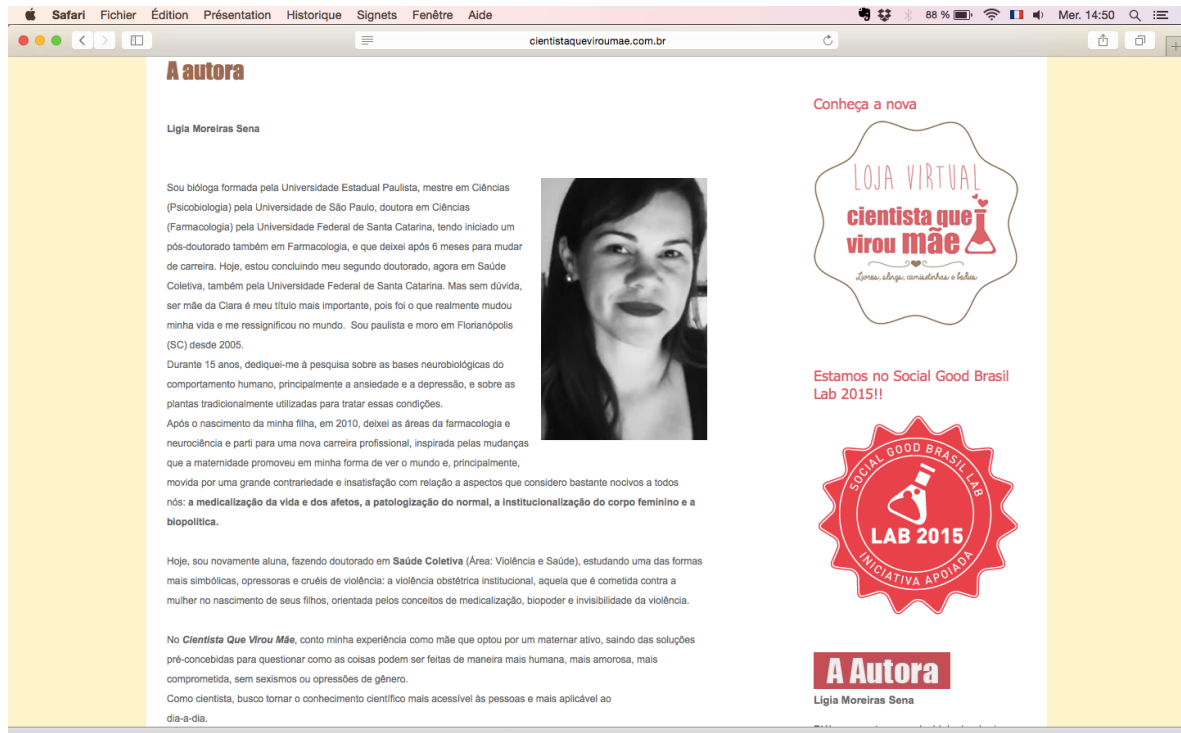 Safari Fichier Édition Présentation Historique Signets Fenêtre Aide
88 % Mer. 14:50
cientistaqueviroumae.com.br
A autora
Ligia Moreiras Sena
Sou bióloga formada pela Universidade Estadual Paulista, mestre em Ciências
(Psicobiologia) pela Universidade de São Paulo, doutora em Ciências
(Farmacologia) pela Universidade Federal de Santa Catarina, tendo iniciado um
pós-doutorado também em Farmacologia, e que deixei após 6 meses para mudar
de carreira. Hoje, estou concluindo meu segundo doutorado, agora em Saúde
Coletiva, também pela Universidade Federal de Santa Catarina. Mas sem dúvida,
ser mãe da Clara é meu título mais importante, pois foi o que realmente mudou
minha vida e me ressignificou no mundo. Sou paulista e moro em Florianópolis
(SC) desde 2005.
Durante 15 anos, dediquei-me à pesquisa sobre as bases neurobiológicas do
comportamento humano, principalmente a ansiedade e a depressão, e sobre as
plantas tradicionalmente utilizadas para tratar essas condições.
Após o nascimento da minha filha, em 2010, deixei as áreas da farmacologia e
neurociência e parti para uma nova carreira profissional, inspirada pelas mudanças
que a maternidade promoveu em minha forma de ver o mundo e, principalmente,
movida por uma grande contrariedade e insatisfação com relação a aspectos que considero bastante nocivos a todos
nós: a medicalização da vida e dos afetos, a patologização do normal, a institucionalização do corpo feminino e a
biopolítica.
Hoje, sou novamente aluna, fazendo doutorado em Saúde Coletiva (Área: Violência e Saúde), estudando uma das formas
mais simbólicas, opressoras e cruéis de violência: a violência obstétrica institucional, aquela que é cometida contra a
mulher no nascimento de seus filhos, orientada pelos conceitos de medicalização, biopoder e invisibilidade da violência.
No Cientista Que Virou Mãe, conto minha experiência como mãe que optou por um maternar ativo, saindo das soluções
pré-concebidas para questionar como as coisas podem ser feitas de maneira mais humana, mais amorosa, mais
comprometida, sem sexismos ou opressões de gênero.
Como cientista, busco tornar o conhecimento científico mais acessível às pessoas e mais aplicável ao
dia-a-dia.
Conheça a nova
LOJA VIRTUAL
cientista que
virou mãe
Livros, slings, camisetinhas e bodies
Estamos no Social Good Brasil
Lab 2015!!
SOCIAL GOOD BRASIL LAB
LAB 2015
INICIATIVA APOIADA
A Autora
Ligia Moreiras Sena